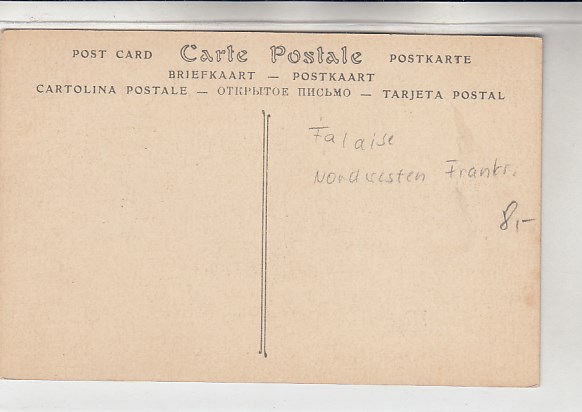 POST CARD Carte Postale POSTKARTE
BRIEFKAART — POSTKAART
CARTOLINA POSTALE — ОТКРЫТОЕ ПИСЬМО — TARJETA POSTAL
Falaise
Nordwesten Frankr.
8,-